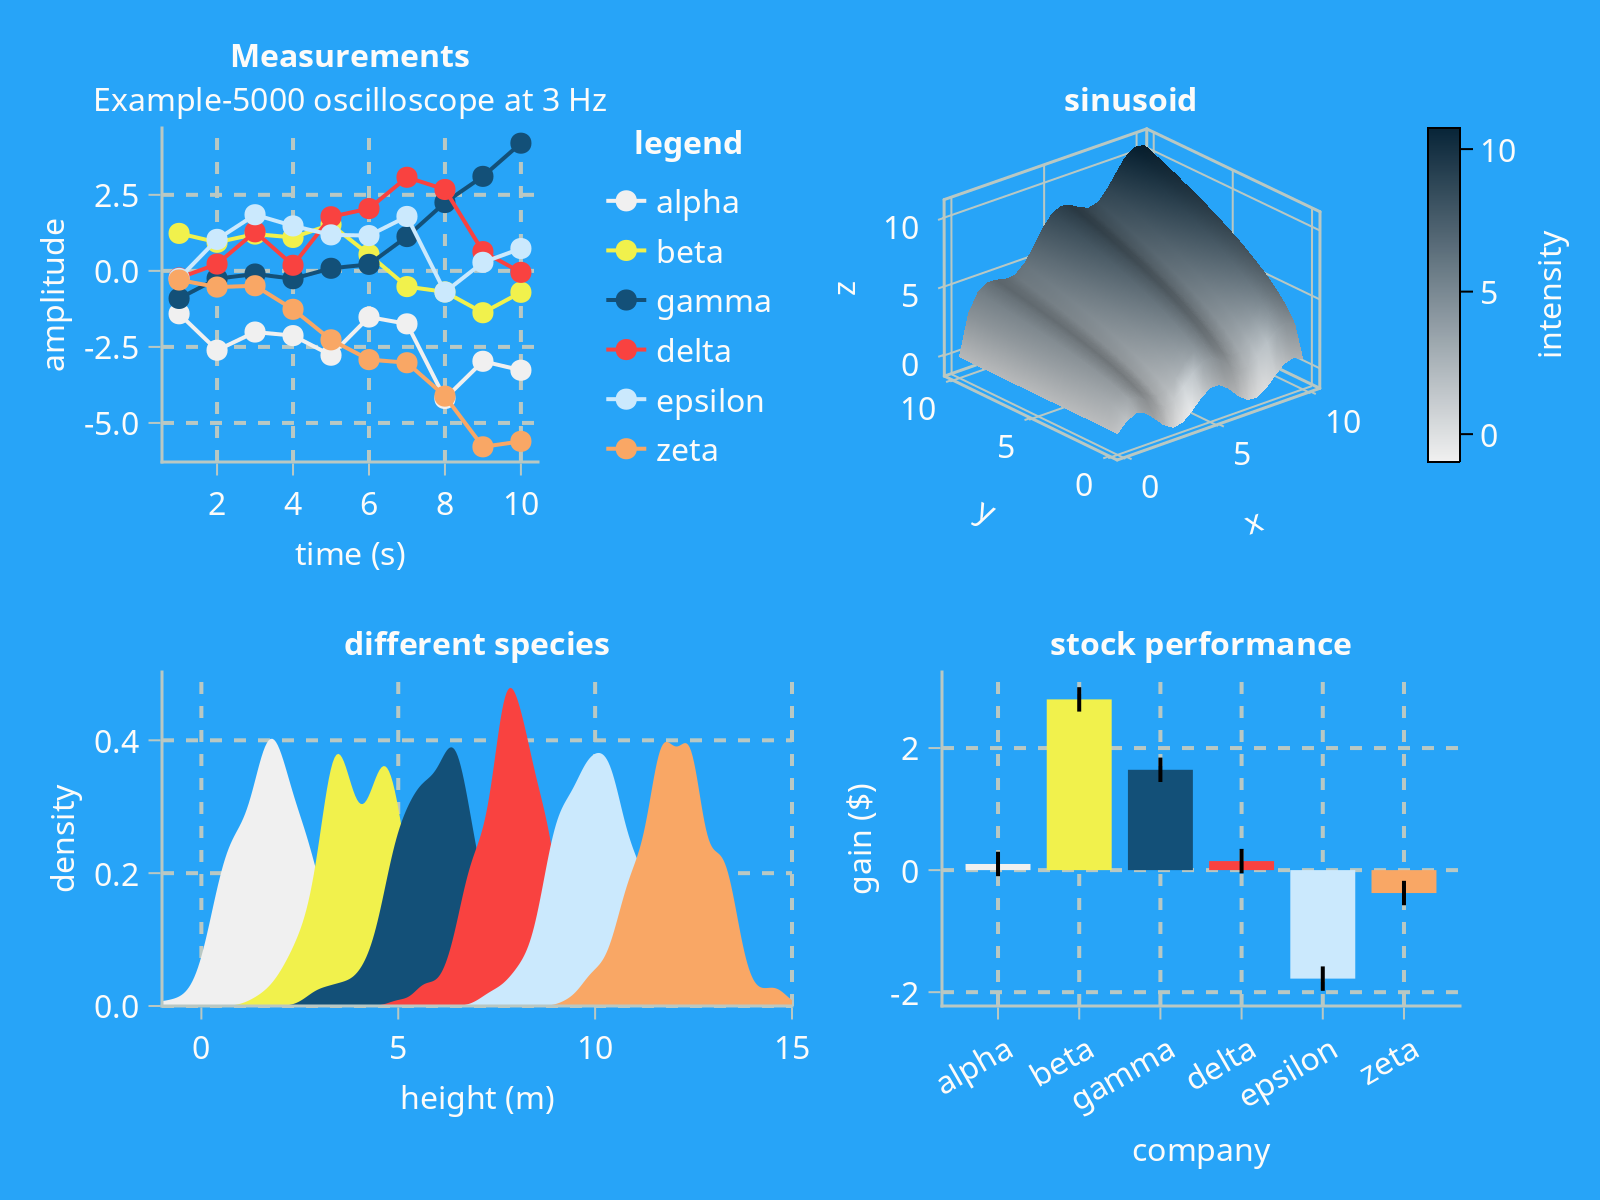 Measurements
Example-5000 oscilloscope at 3 Hz
amplitude
2.5
0.0
-2.5
-5.0
2 4 6 8 10
time (s)
legend
alpha
beta
gamma
delta
epsilon
zeta
sinusoid
z
10
5
0
10 5 0
y
0 5 10
x
10
5
0
intensity
different species
density
0.4
0.2
0.0
0 5 10 15
height (m)
stock performance
gain ($)
2
0
-2
alpha beta gamma delta epsilon zeta
company